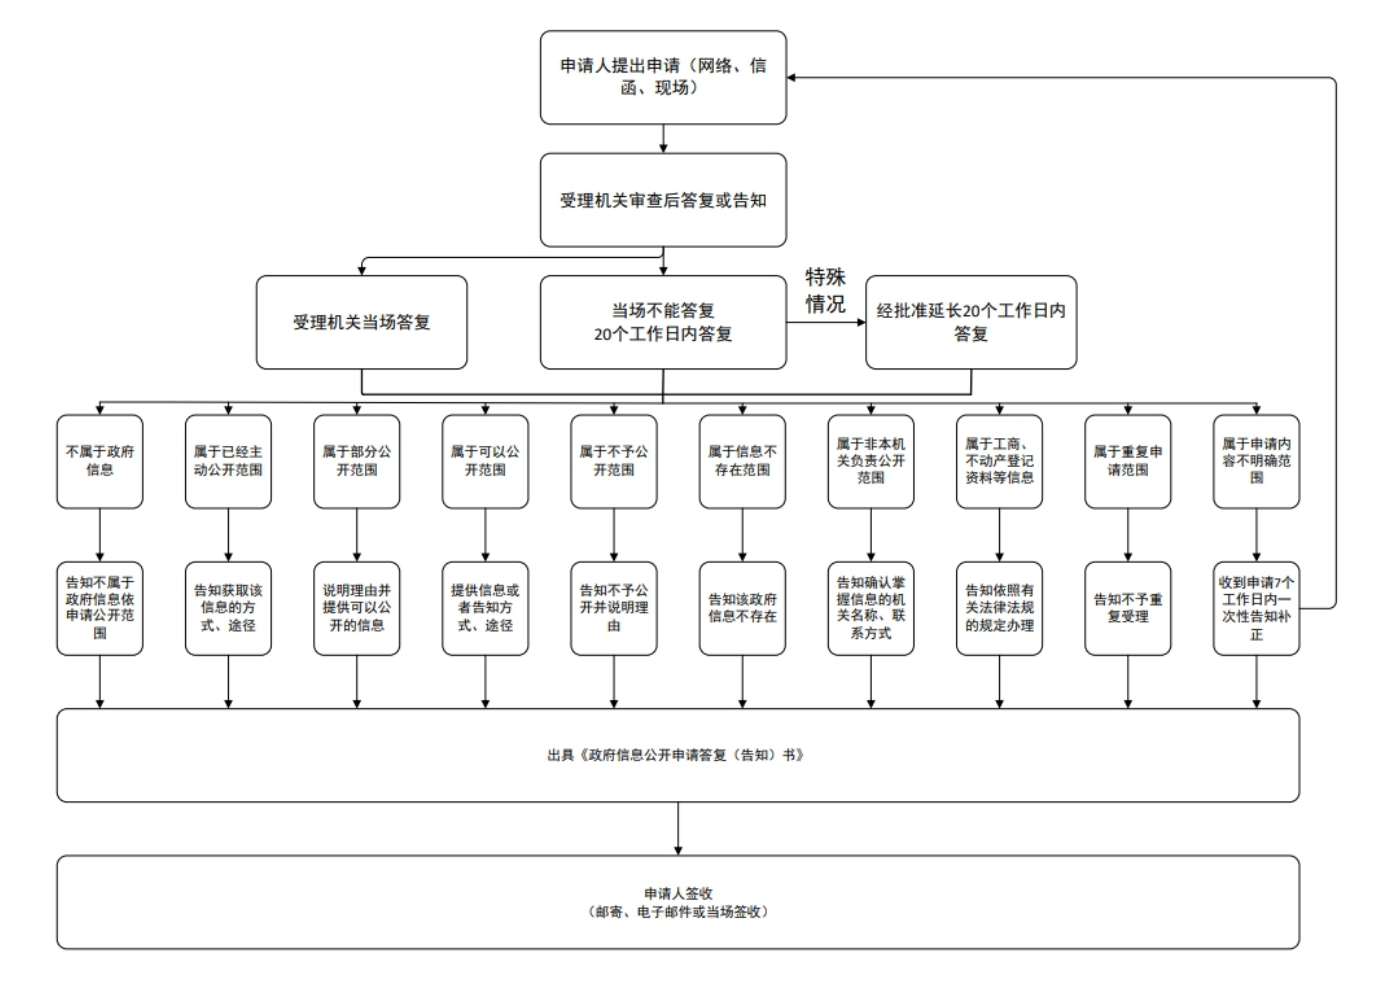 申请人提出申请（网络、信
函、现场）
受理机关审查后答复或告知
特殊
情况
受理机关当场答复
当场不能答复
20个工作日内答复
经批准延长20个工作日内
答复
不属于政府
信息
属于已经主
动公开范围
属于部分公
开范围
属于可以公
开范围
属于不予公
开范围
属于信息不
存在范围
属于非本机
关负责公开
范围
属于工商、
不动产登记
资料等信息
属于重复申
请范围
属于申请内
容不明确范
围
告知不属于
政府信息依
申请公开范
围
告知获取该
信息的方
式、途径
说明理由并
提供可以公
开的信息
提供信息或
者告知方
式、途径
告知不予公
开并说明理
由
告知该政府
信息不存在
告知确认掌
握信息的机
关名称、联
系方式
告知依照有
关法律法规
的规定办理
告知不予重
复受理
收到申请7个
工作日内一
次性告知补
正
出具《政府信息公开申请答复（告知）书》
申请人签收
（邮寄、电子邮件或当场签收）